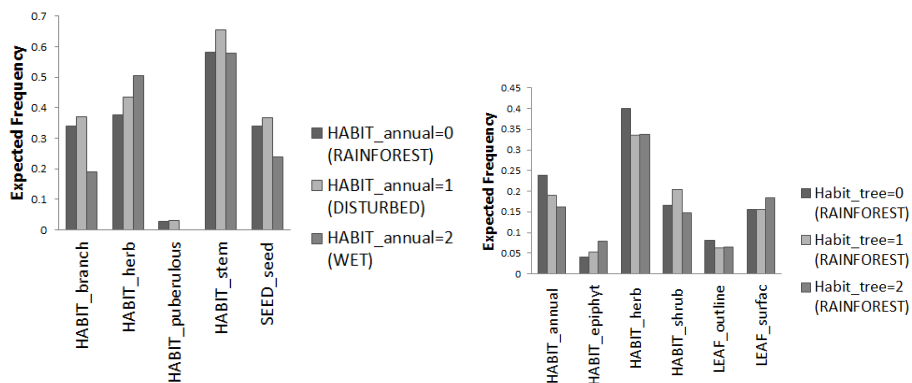 Expected Frequency
0.7
0.6
0.5
0.4
0.3
0.2
0.1
0
HABIT_branch
HABIT_herb
HABIT_puberulous
HABIT_stem
SEED_seed
HABIT_annual=0
(RAINFOREST)
HABIT_annual=1
(DISTURBED)
HABIT_annual=2
(WET)
Expected Frequency
0.45
0.4
0.35
0.3
0.25
0.2
0.15
0.1
0.05
0
HABIT_annual
HABIT_epiphyt
HABIT_herb
HABIT_shrub
LEAF_outline
LEAF_surfac
Habit_tree=0
(RAINFOREST)
Habit_tree=1
(RAINFOREST)
Habit_tree=2
(RAINFOREST)